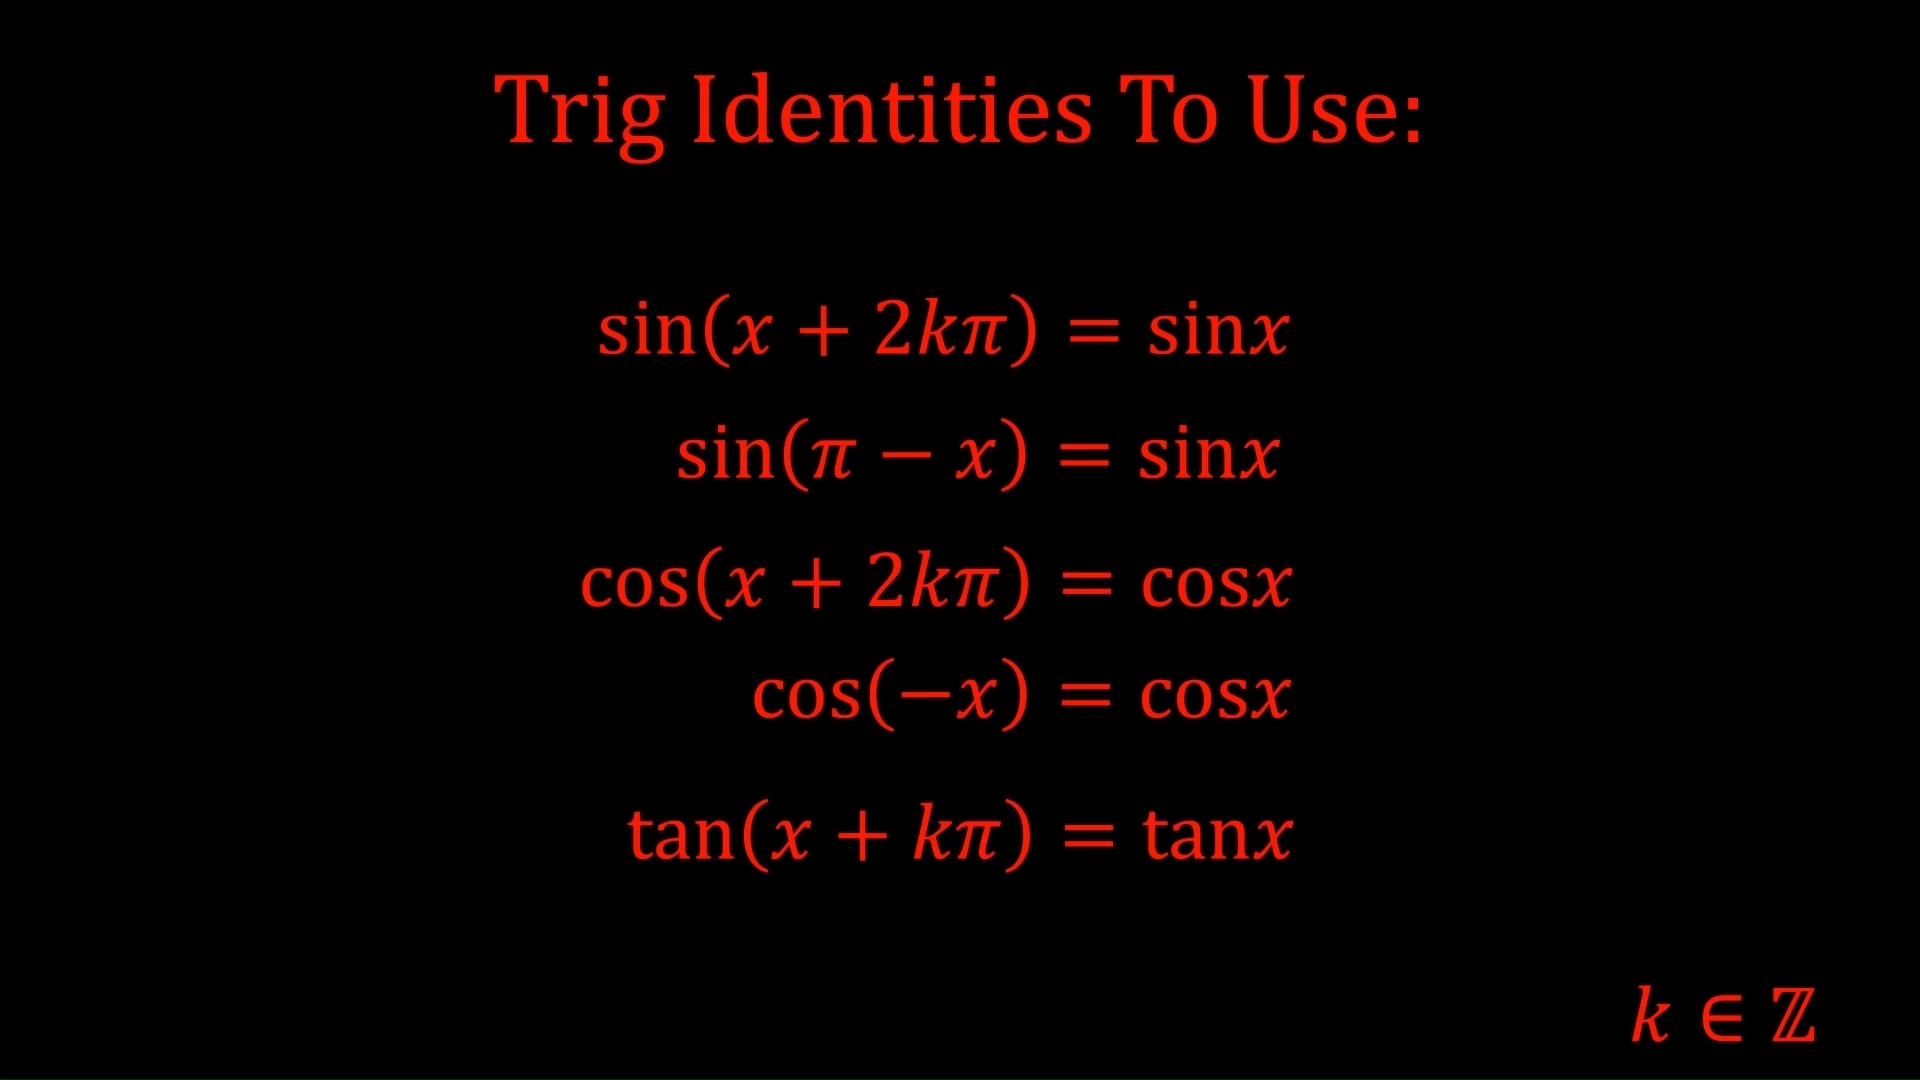 Trig Identities To Use:
sin(x + 2kπ) = sinx
sin(π − x) = sinx
cos(x + 2kπ) = cosx
cos(−x) = cosx
tan(x + kπ) = tanx
k ∈ ℤ